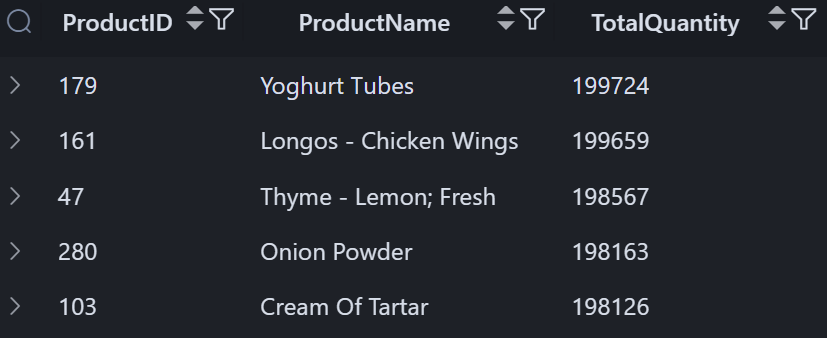 ProductID ProductName TotalQuantity
179 Yoghurt Tubes 199724
161 Longos - Chicken Wings 199659
47 Thyme - Lemon; Fresh 198567
280 Onion Powder 198163
103 Cream Of Tartar 198126